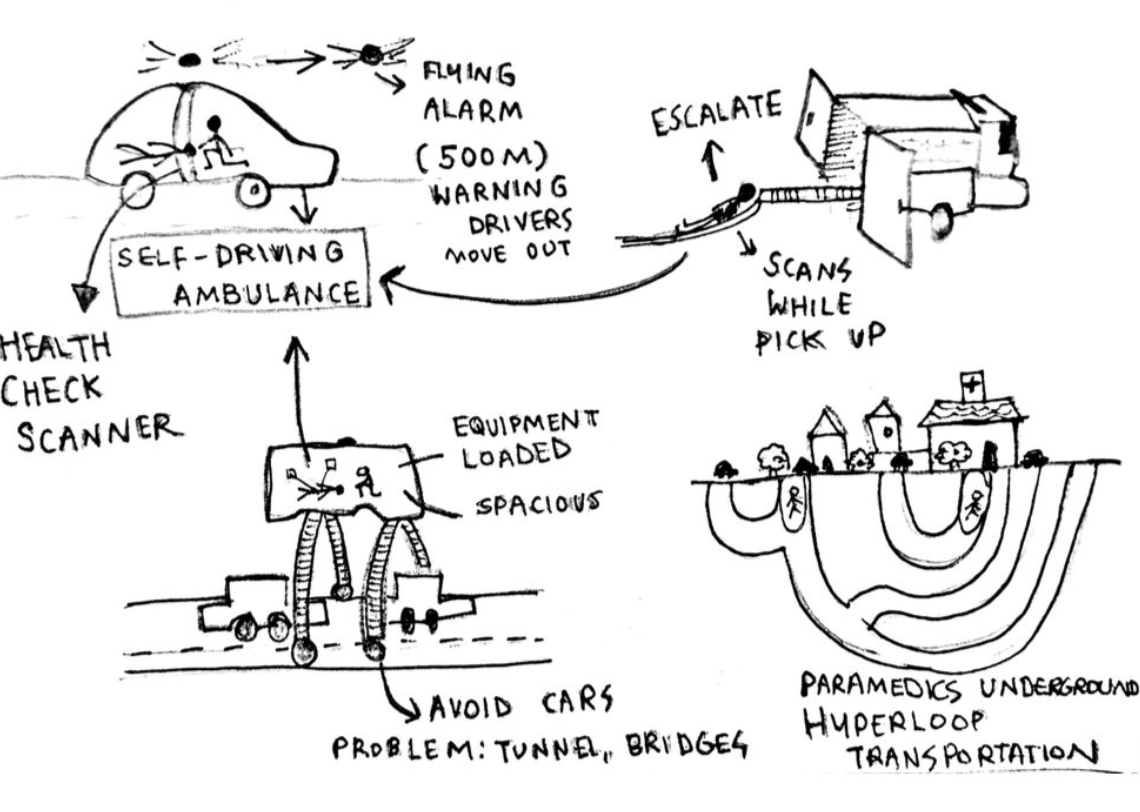 FLYING
ALARM
(500M)
WARNING
DRIVERS
MOVE OUT
SELF-DRIVING
AMBULANCE
HEALTH
CHECK
SCANNER
ESCALATE
SCANS
WHILE
PICK UP
EQUIPMENT
LOADED
SPACIOUS
AVOID CARS
PROBLEM: TUNNEL, BRIDGES
PARAMEDICS UNDERGROUND
HYPERLOOP
TRANSPORTATION